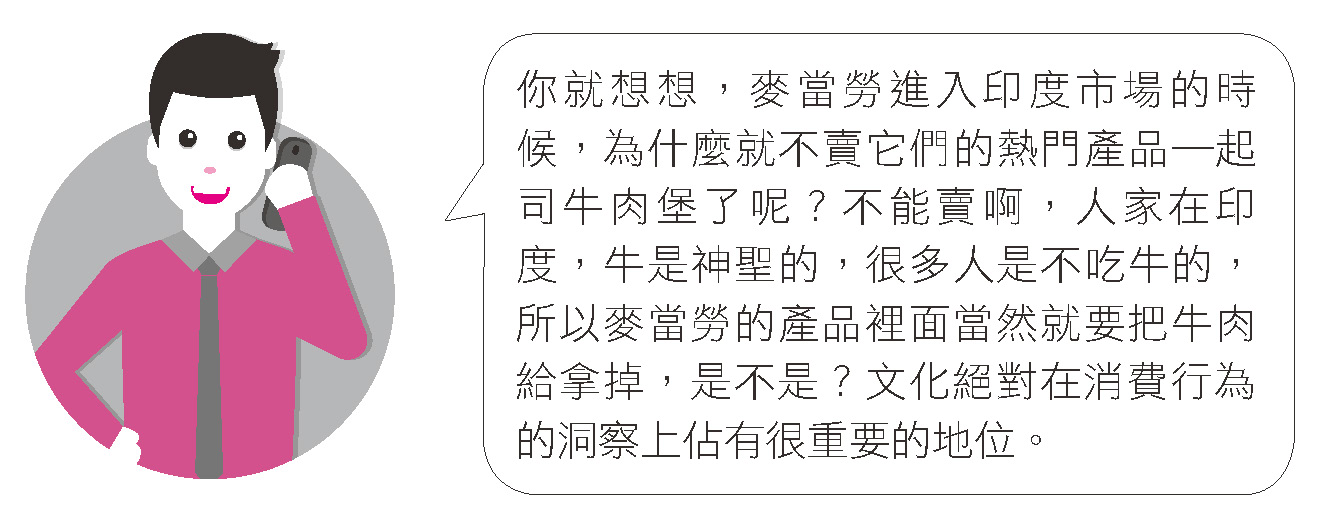 你就想想，麥當勞進入印度市場的時
候，為什麼就不賣它們的熱門產品—起
司牛肉堡了呢？不能賣啊，人家在印
度，牛是神聖的，很多人是不吃牛的，
所以麥當勞的產品裡面當然就要把牛肉
給拿掉，是不是？文化絕對在消費行為
的洞察上佔有很重要的地位。